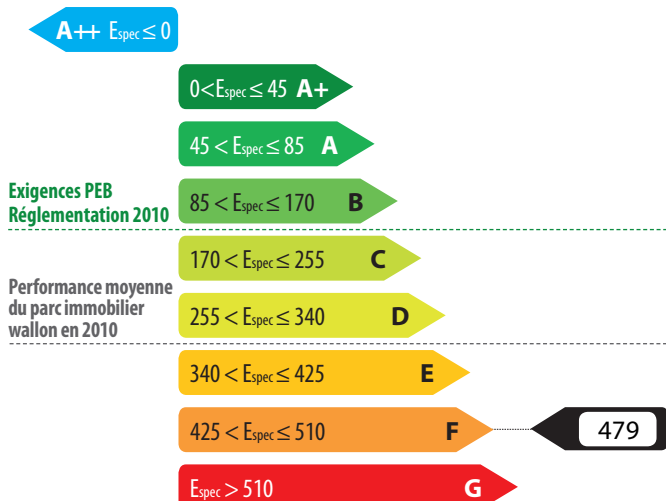 A++ Espec ≤ 0
0 < Espec ≤ 45 A+
45 < Espec ≤ 85 A
Exigences PEB
Réglementation 2010
85 < Espec ≤ 170 B
170 < Espec ≤ 255 C
Performance moyenne
du parc immobilier
wallon en 2010
255 < Espec ≤ 340 D
340 < Espec ≤ 425 E
425 < Espec ≤ 510 F 479
Espec > 510 G